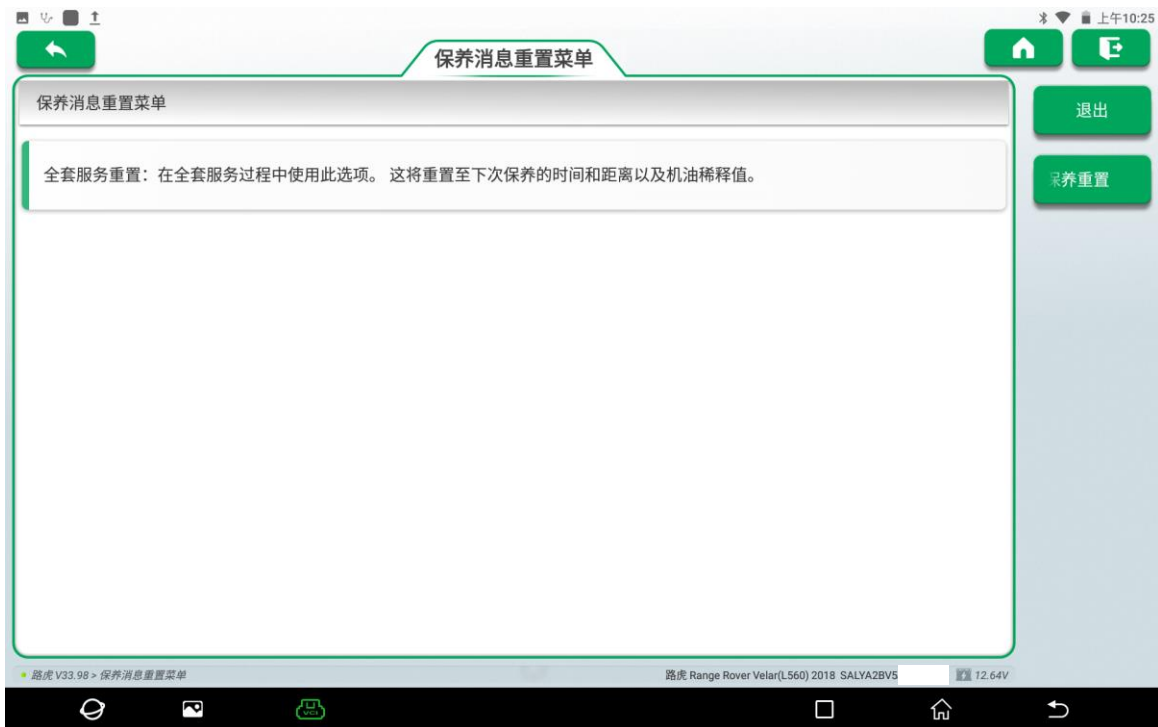 上午10:25
保养消息重置菜单
保养消息重置菜单
退出
全套服务重置：在全套服务过程中使用此选项。 这将重置至下次保养的时间和距离以及机油稀释值。
养重置
路虎 V33.98 > 保养消息重置菜单
路虎 Range Rover Velar(L560) 2018 SALYA2BV5
12.64V
VCI